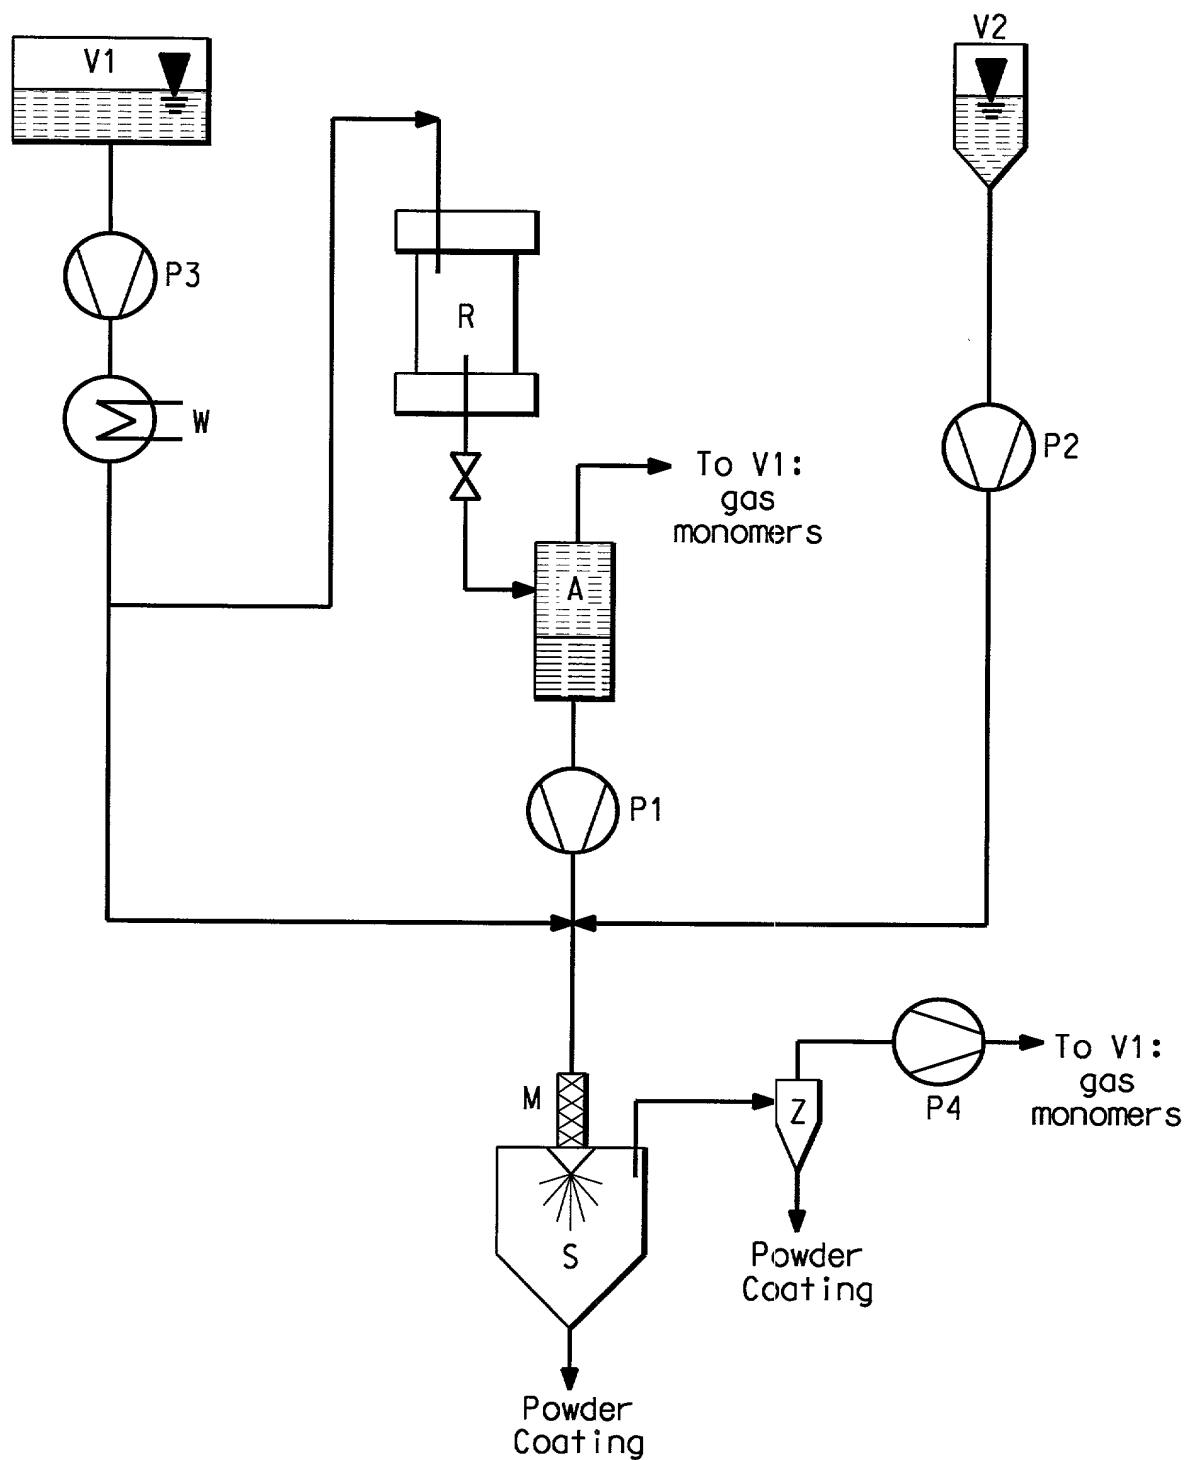 V2
V1
P3
R
W
P2
To V1:
gas
monomers
A
P1
To V1:
gas
monomers
M
Z
P4
S
Powder
Coating
Powder
Coating